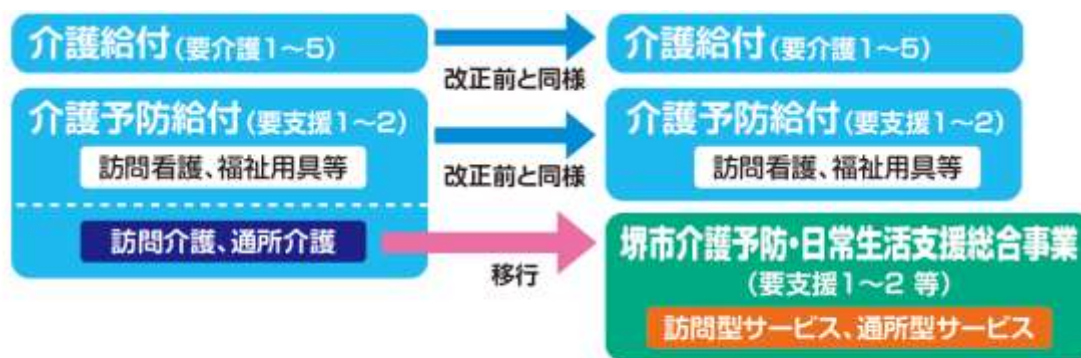 介護給付(要介護1～5)
改正前と同様
介護給付(要介護1～5)
介護予防給付(要支援1～2)
訪問看護、福祉用具等
改正前と同様
介護予防給付(要支援1～2)
訪問看護、福祉用具等
訪問介護、通所介護
移行
堺市介護予防・日常生活支援総合事業
(要支援1～2 等)
訪問型サービス、通所型サービス